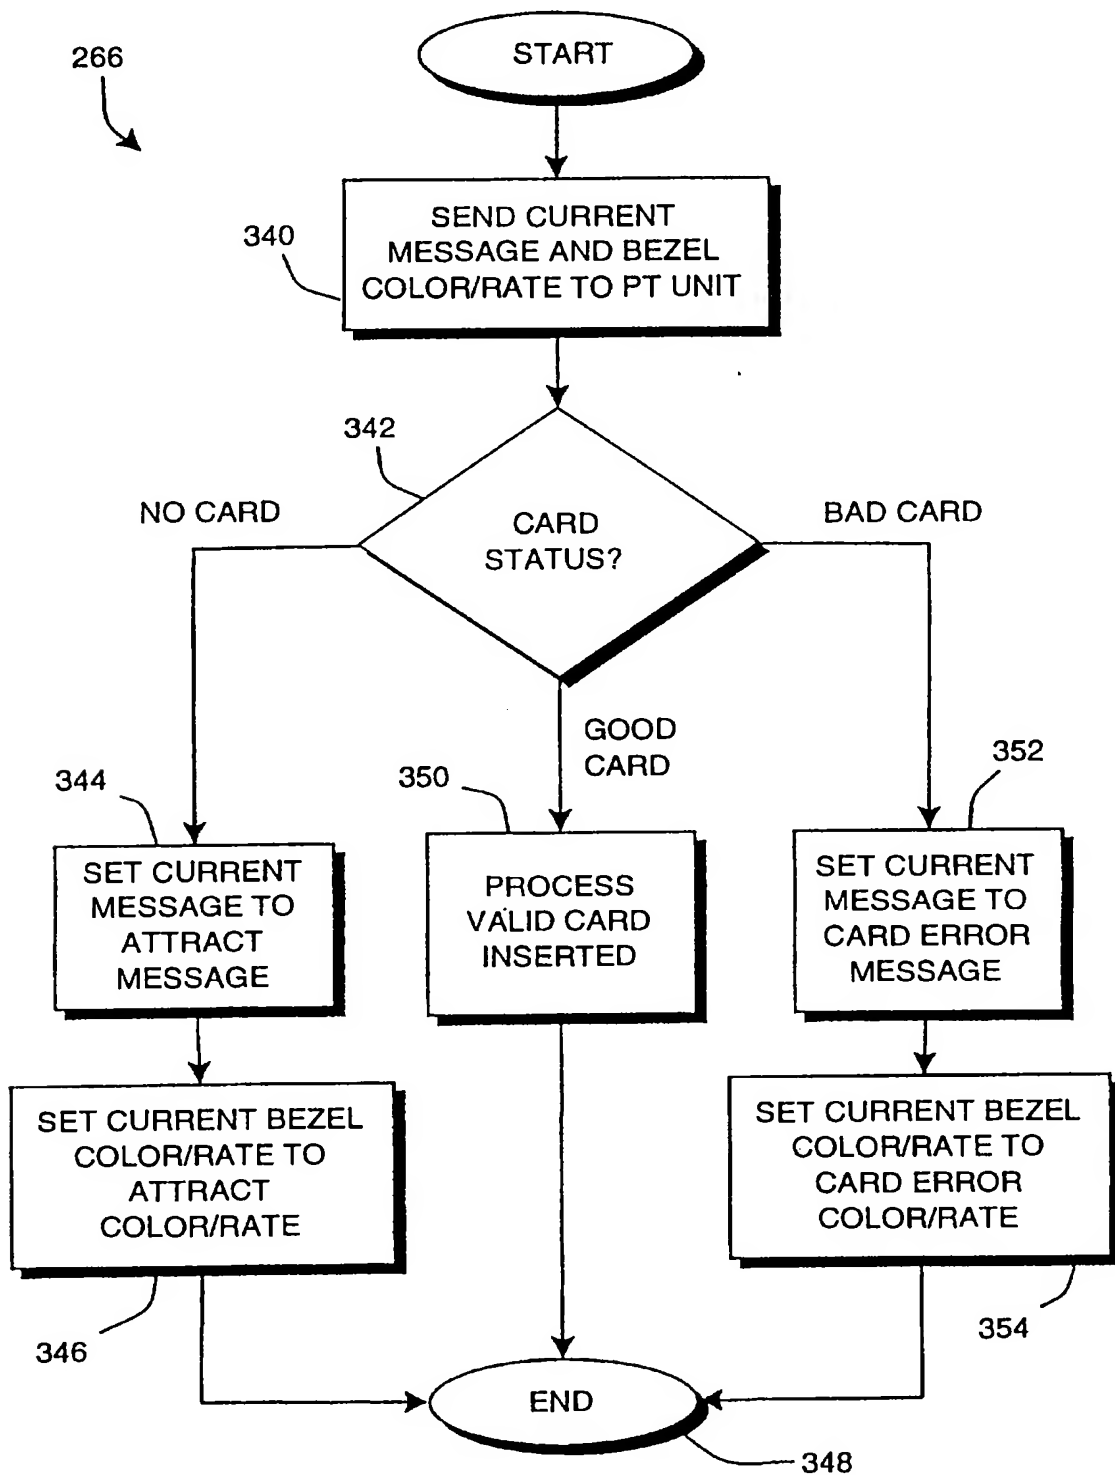 START
266
SEND CURRENT
MESSAGE AND BEZEL
COLOR/RATE TO PT UNIT
340
342
NO CARD
CARD
STATUS?
BAD CARD
GOOD
CARD
344
350
352
SET CURRENT
MESSAGE TO
ATTRACT
MESSAGE
PROCESS
VALID CARD
INSERTED
SET CURRENT
MESSAGE TO
CARD ERROR
MESSAGE
SET CURRENT BEZEL
COLOR/RATE TO
ATTRACT
COLOR/RATE
SET CURRENT BEZEL
COLOR/RATE TO
CARD ERROR
COLOR/RATE
346
354
END
348